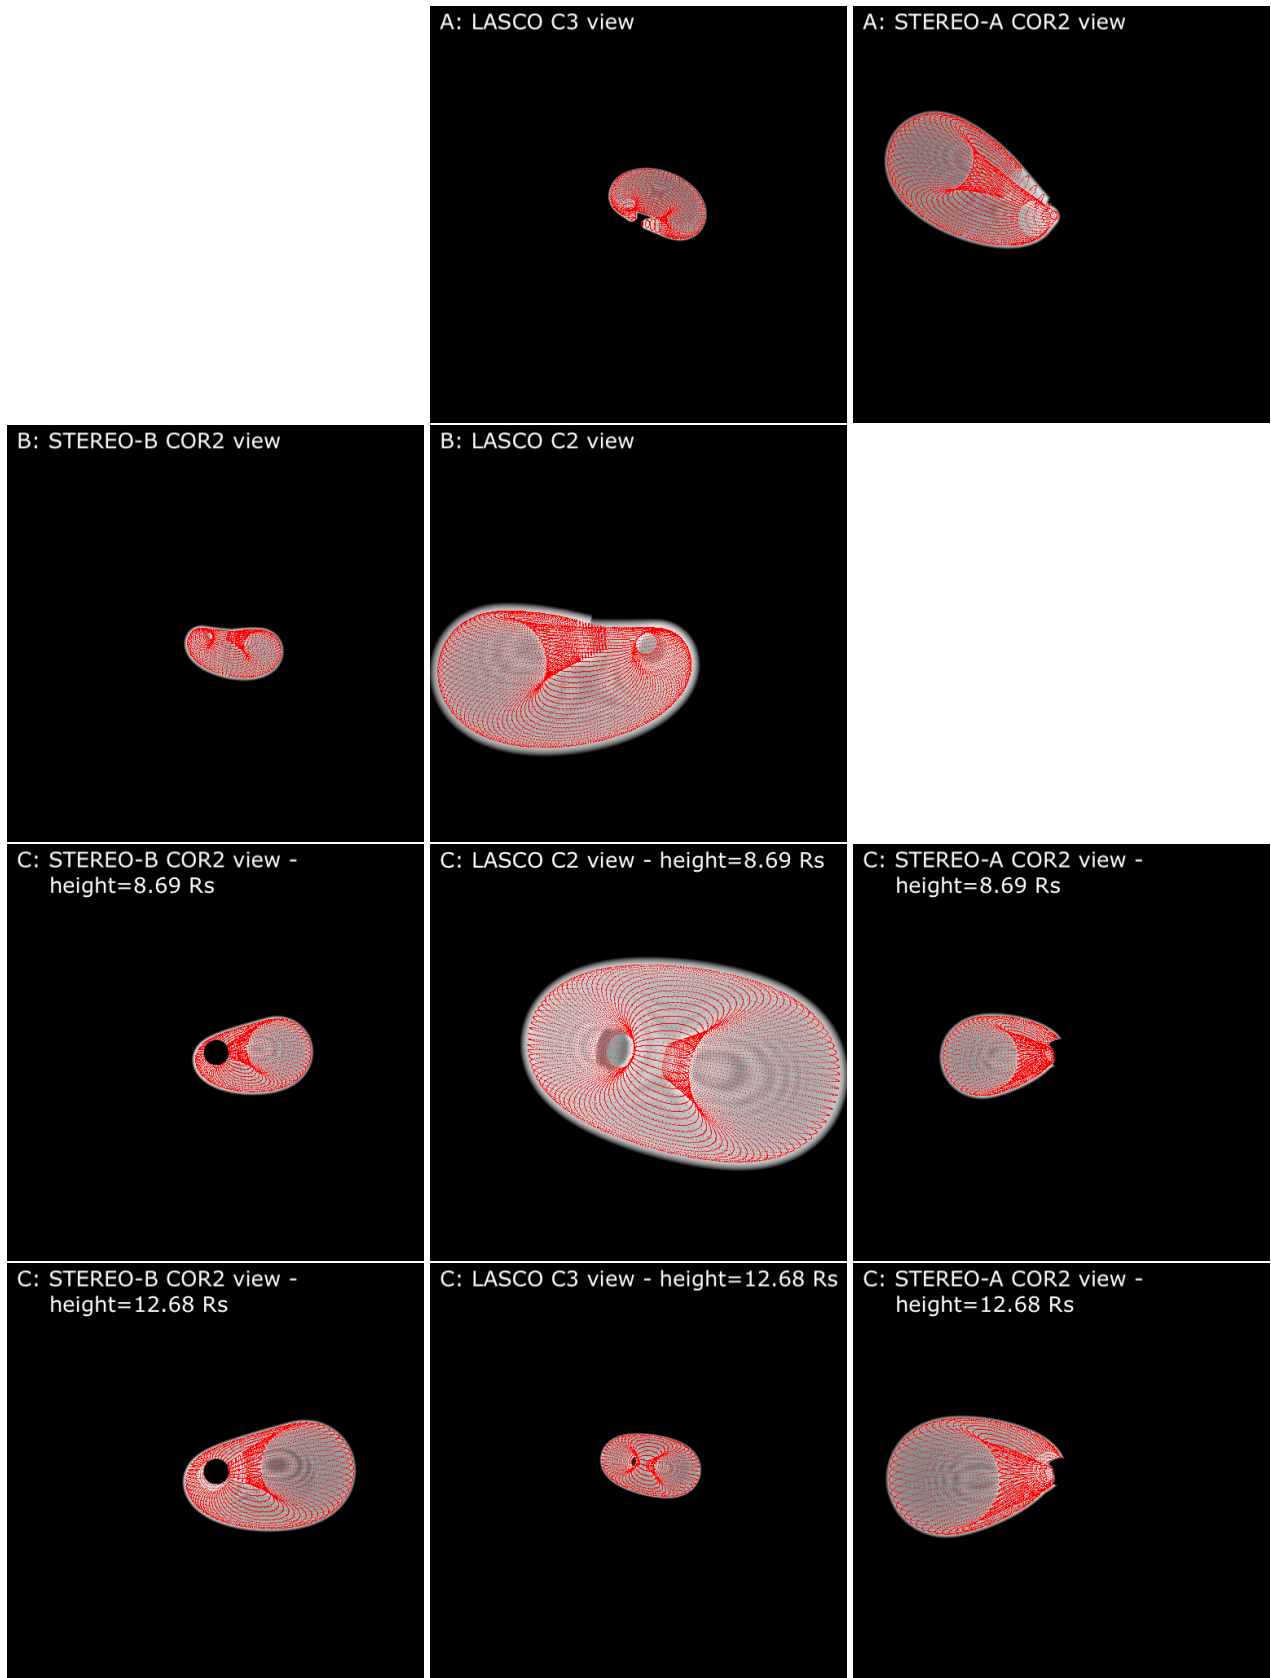 A: LASCO C3 view
A: STEREO-A COR2 view
B: STEREO-B COR2 view
B: LASCO C2 view
C: STEREO-B COR2 view -
height=8.69 Rs
C: LASCO C2 view - height=8.69 Rs
C: STEREO-A COR2 view -
height=8.69 Rs
C: STEREO-B COR2 view -
height=12.68 Rs
C: LASCO C3 view - height=12.68 Rs
C: STEREO-A COR2 view -
height=12.68 Rs